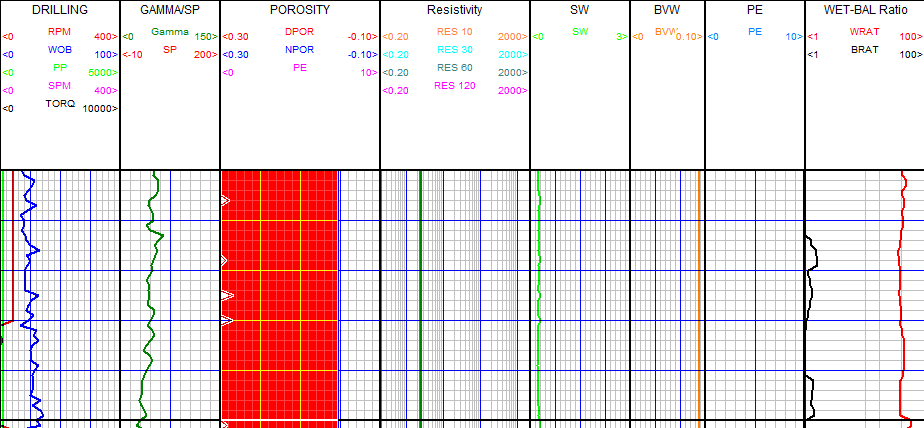 DRILLING GAMMA/SP POROSITY Resistivity SW BVW PE WET-BAL Ratio
<0 RPM 400> <0 Gamma 150> <0.30 DPOR -0.10> <0.20 RES 10 2000> <0 SW 3> <0 BVW 0.10> <0 PE 10> <1 WRAT 100>
<0 WOB 100> <-10 SP 200> <0.30 NPOR -0.10> <0.20 RES 30 2000> <1 BRAT 100>
<0 PP 5000> <0 PE 10> <0.20 RES 60 2000>
<0 SPM 400> <0.20 RES 120 2000>
<0 TORQ 10000>